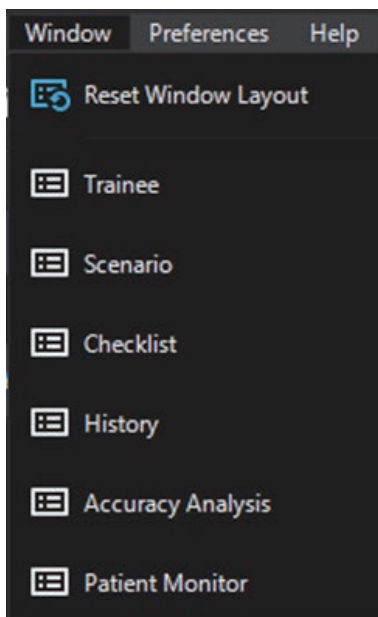 Window Preferences Help
Reset Window Layout
Trainee
Scenario
Checklist
History
Accuracy Analysis
Patient Monitor